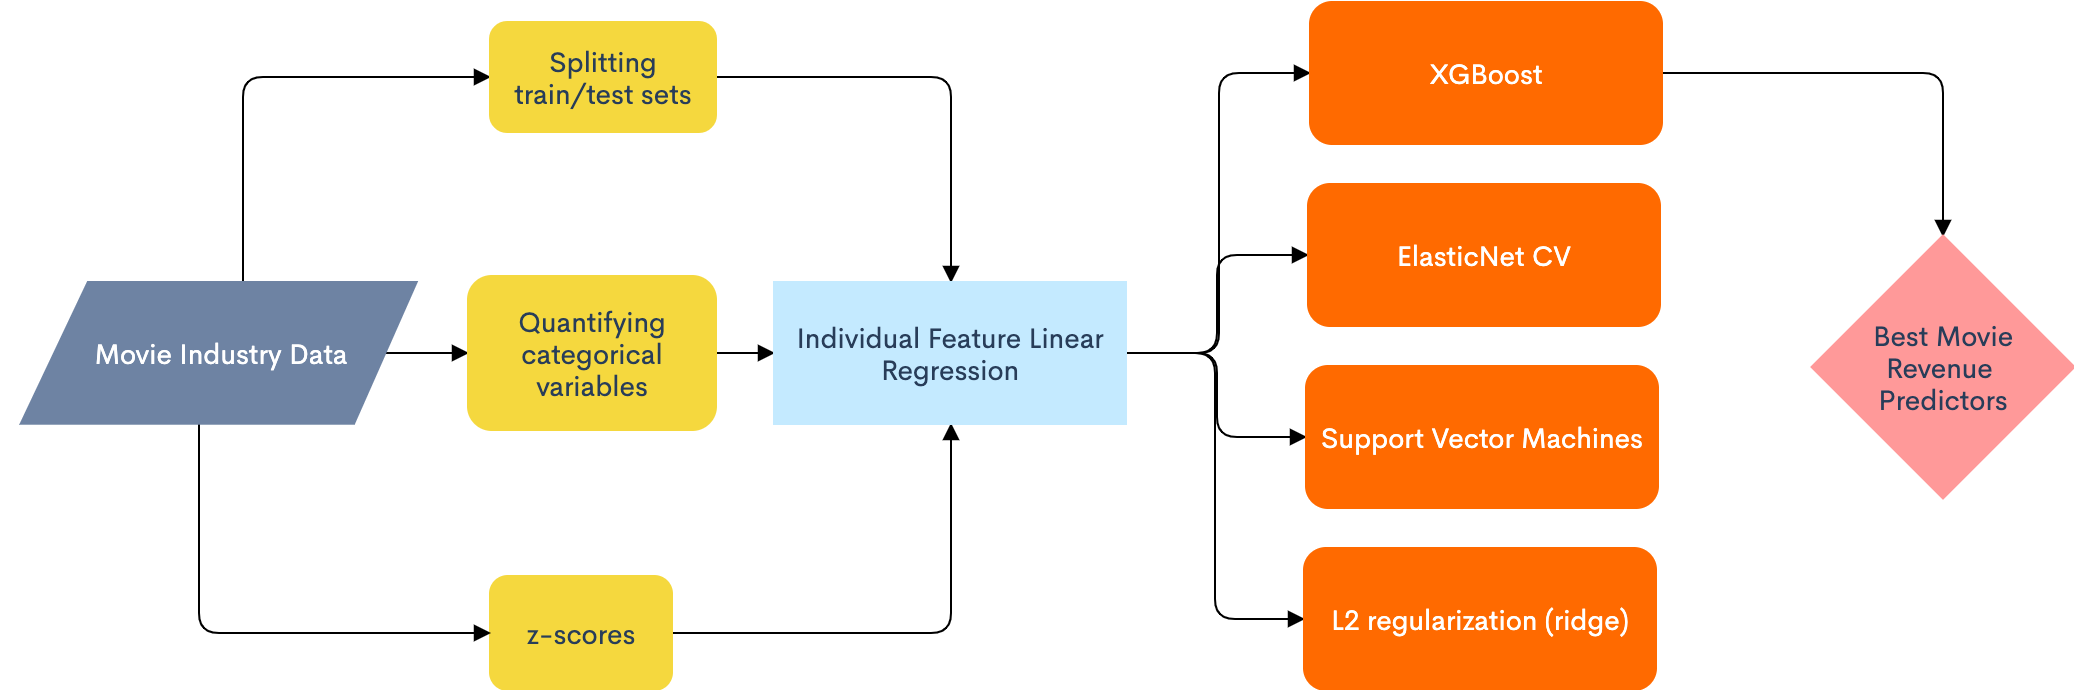 Splitting
train/test sets
Movie Industry Data
Quantifying
categorical
variables
z-scores
Individual Feature Linear
Regression
XGBoost
ElasticNet CV
Support Vector Machines
L2 regularization (ridge)
Best Movie
Revenue
Predictors